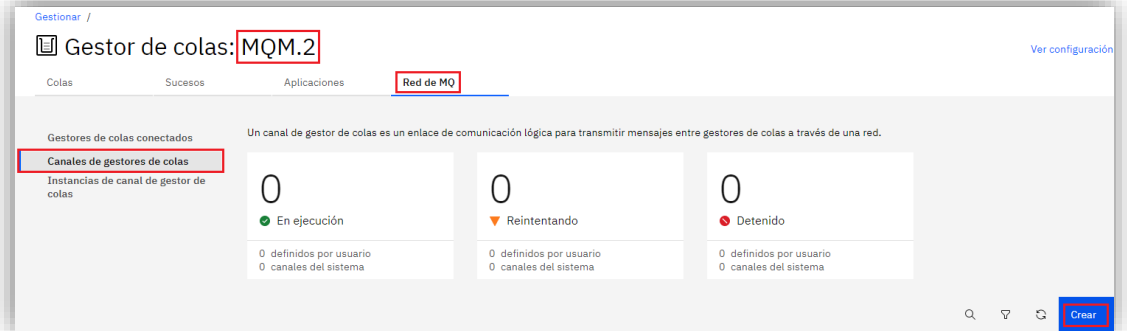 Gestionar /
Gestor de colas: MQM.2
Ver configuración
Colas Sucesos Aplicaciones Red de MQ
Gestores de colas conectados
Canales de gestores de colas
Instancias de canal de gestor de
colas
Un canal de gestor de colas es un enlace de comunicación lógica para transmitir mensajes entre gestores de colas a través de una red.
0
En ejecución
0 definidos por usuario
0 canales del sistema
0
Reintentando
0 definidos por usuario
0 canales del sistema
0
Detenido
0 definidos por usuario
0 canales del sistema
Crear